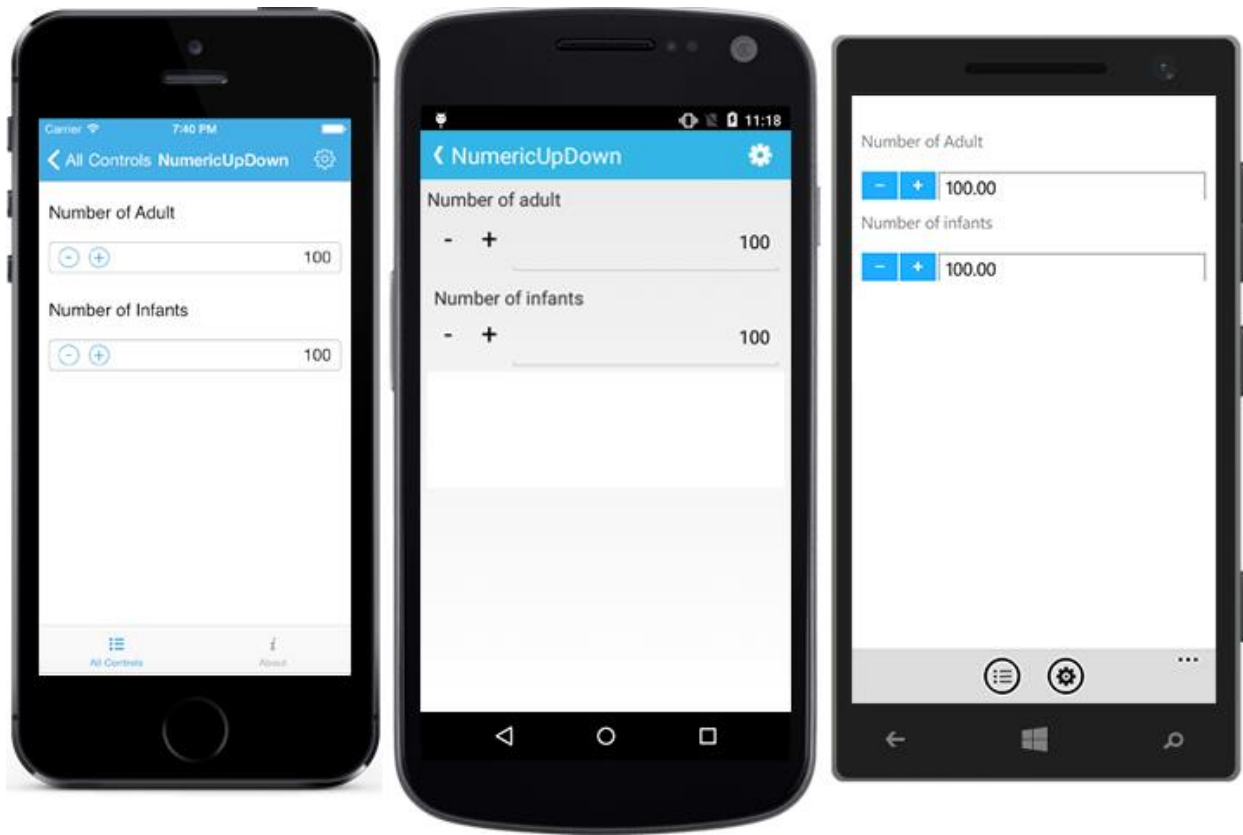 Carrier 7:40 PM
All Controls NumericUpDown
Number of Adult
- + 100
Number of Infants
- + 100
All Controls
i
About
11:18
NumericUpDown
Number of adult
- + 100
Number of infants
- + 100
Number of Adult
- + 100.00
Number of infants
- + 100.00
...